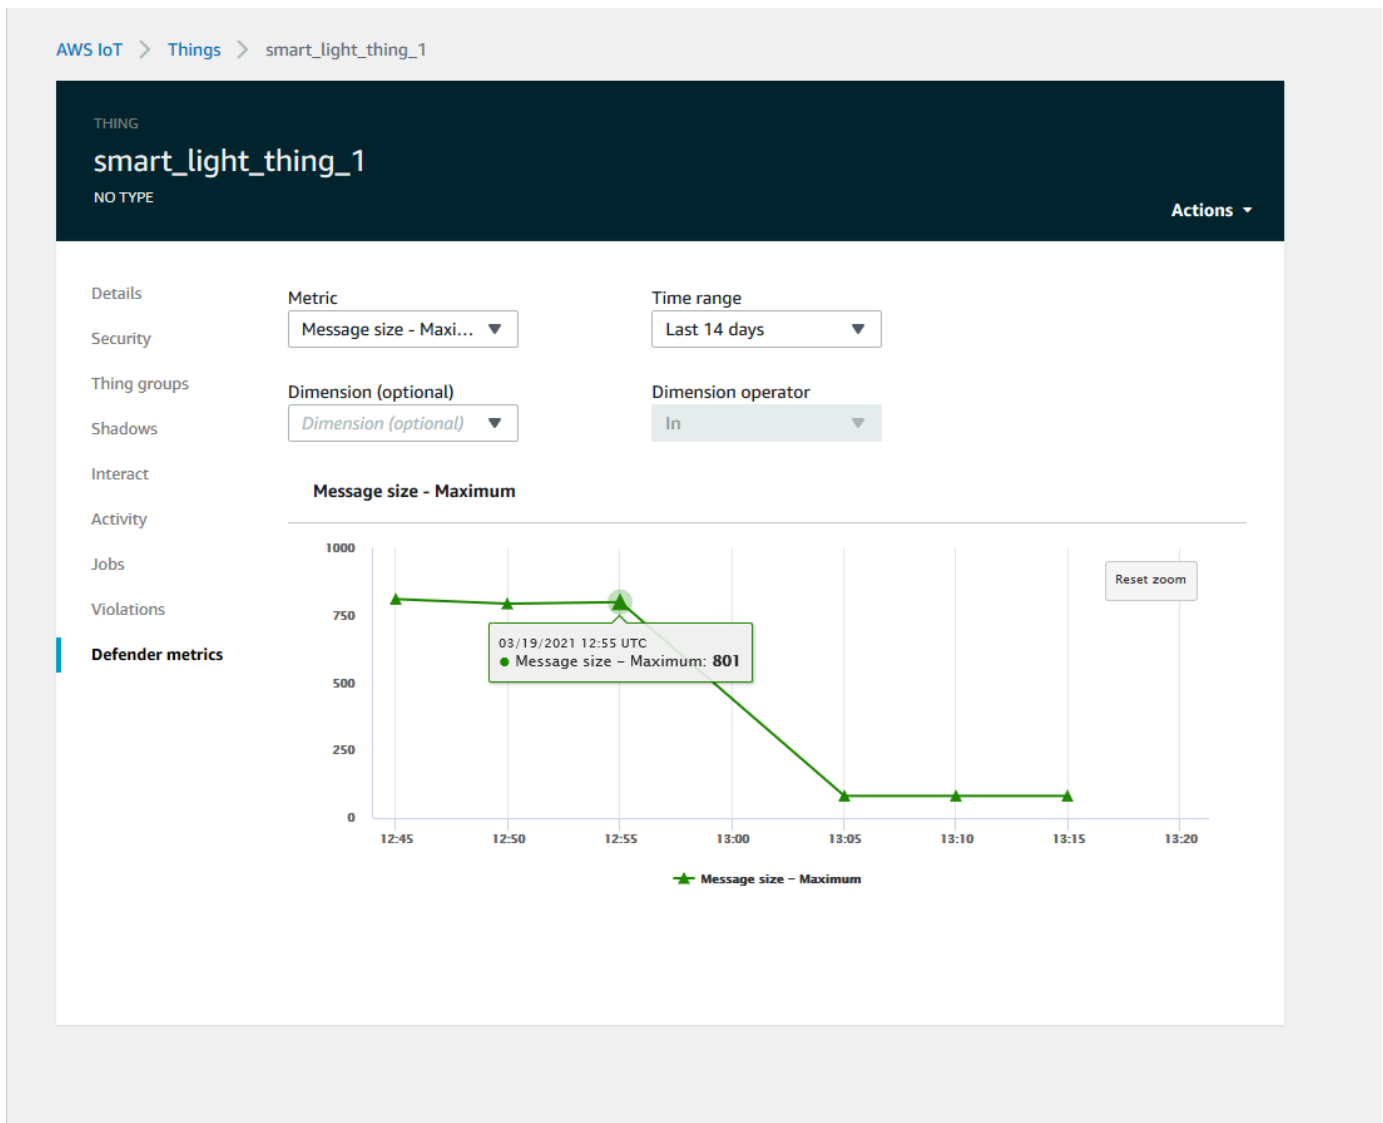 AWS IoT > Things > smart_light_thing_1
THING
smart_light_thing_1
NO TYPE
Actions
Details
Security
Thing groups
Shadows
Interact
Activity
Jobs
Violations
Defender metrics
Metric
Message size - Maxi...
Time range
Last 14 days
Dimension (optional)
Dimension (optional)
Dimension operator
In
Message size - Maximum
Reset zoom
1000
750
500
250
0
03/19/2021 12:55 UTC
Message size – Maximum: 801
12:45 12:50 12:55 13:00 13:05 13:10 13:15 13:20
Message size – Maximum